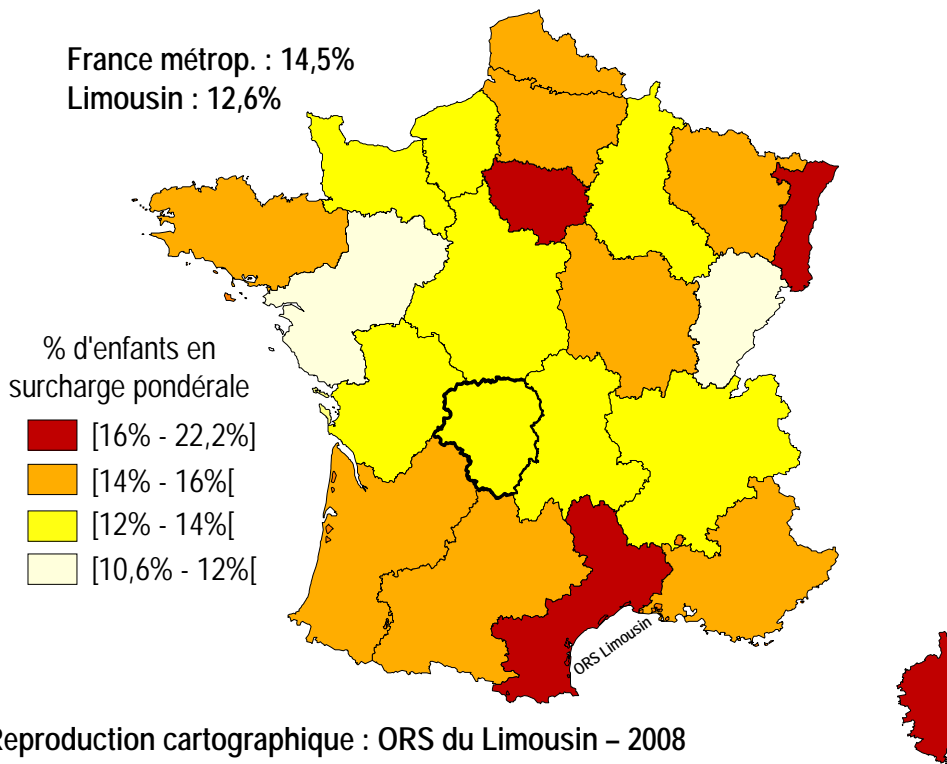 France métrop. : 14,5%
Limousin : 12,6%
% d'enfants en
surcharge pondérale
[16% - 22,2%]
[14% - 16%[
[12% - 14%[
[10,6% - 12%[
ORS Limousin
Reproduction cartographique : ORS du Limousin – 2008